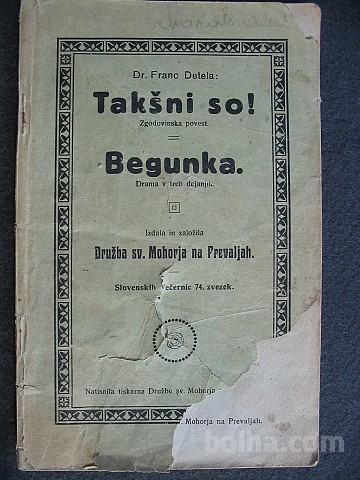 Dr. Franc Detela:
Takšni so!
Zgodovinska povest.
Begunka.
Drama v treh dejanjih.
Izdala in založila
Družba sv. Mohorja na Prevaljah.
Slovenskih Večernic 74. zvezek.
Natisnila tiskarna Družbe sv. Mohorja
Mohorja na Prevaljah.
bolha.com